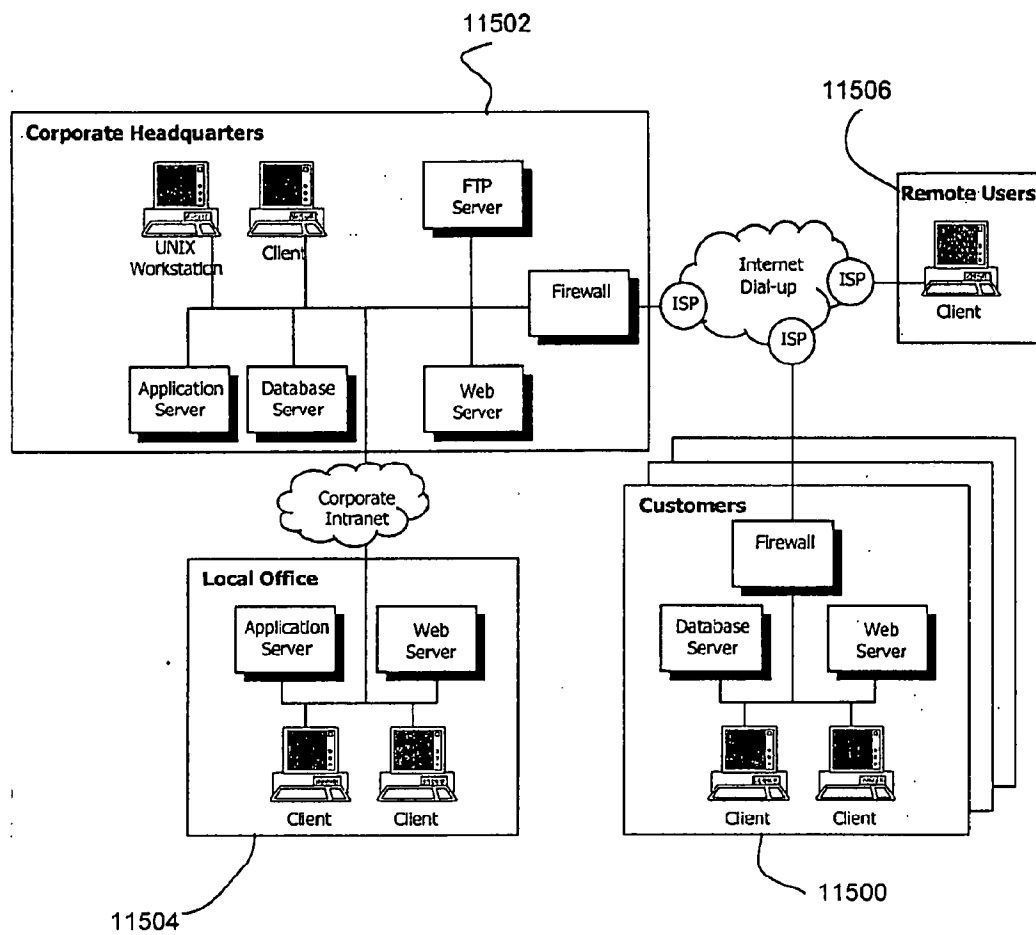 11502
11506
Corporate Headquarters
UNIX
Workstation
Client
FTP
Server
Firewall
Application
Server
Database
Server
Web
Server
ISP
Internet
Dial-up
ISP
ISP
Remote Users
Client
Corporate
Intranet
Local Office
Application
Server
Web
Server
Client
Client
Customers
Firewall
Database
Server
Web
Server
Client
Client
11504
11500